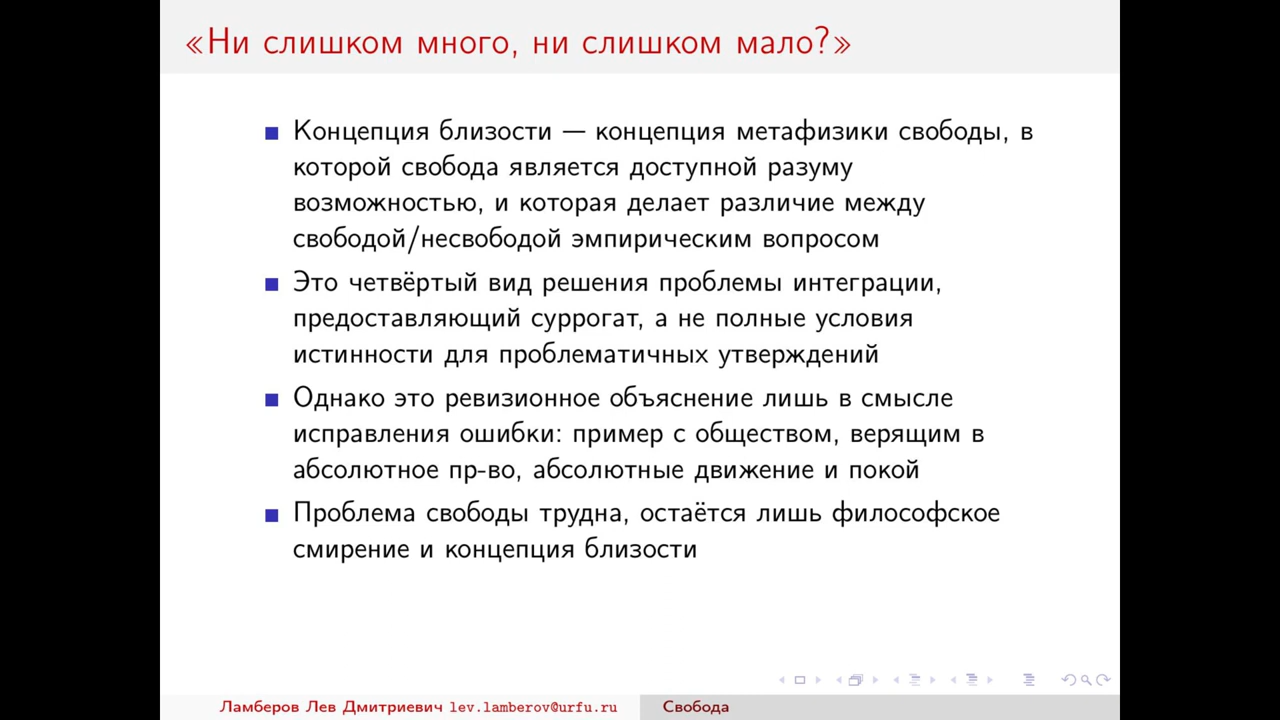 «Ни слишком много, ни слишком мало?»
Концепция близости — концепция метафизики свободы, в
которой свобода является доступной разуму
возможностью, и которая делает различие между
свободой/несвободой эмпирическим вопросом
Это четвёртый вид решения проблемы интеграции,
предоставляющий суррогат, а не полные условия
истинности для проблематичных утверждений
Однако это ревизионное объяснение лишь в смысле
исправления ошибки: пример с обществом, верящим в
абсолютное пр-во, абсолютные движение и покой
Проблема свободы трудна, остаётся лишь философское
смирение и концепция близости
Ламберов Лев Дмитриевич lev.lamberov@urfu.ru
Свобода